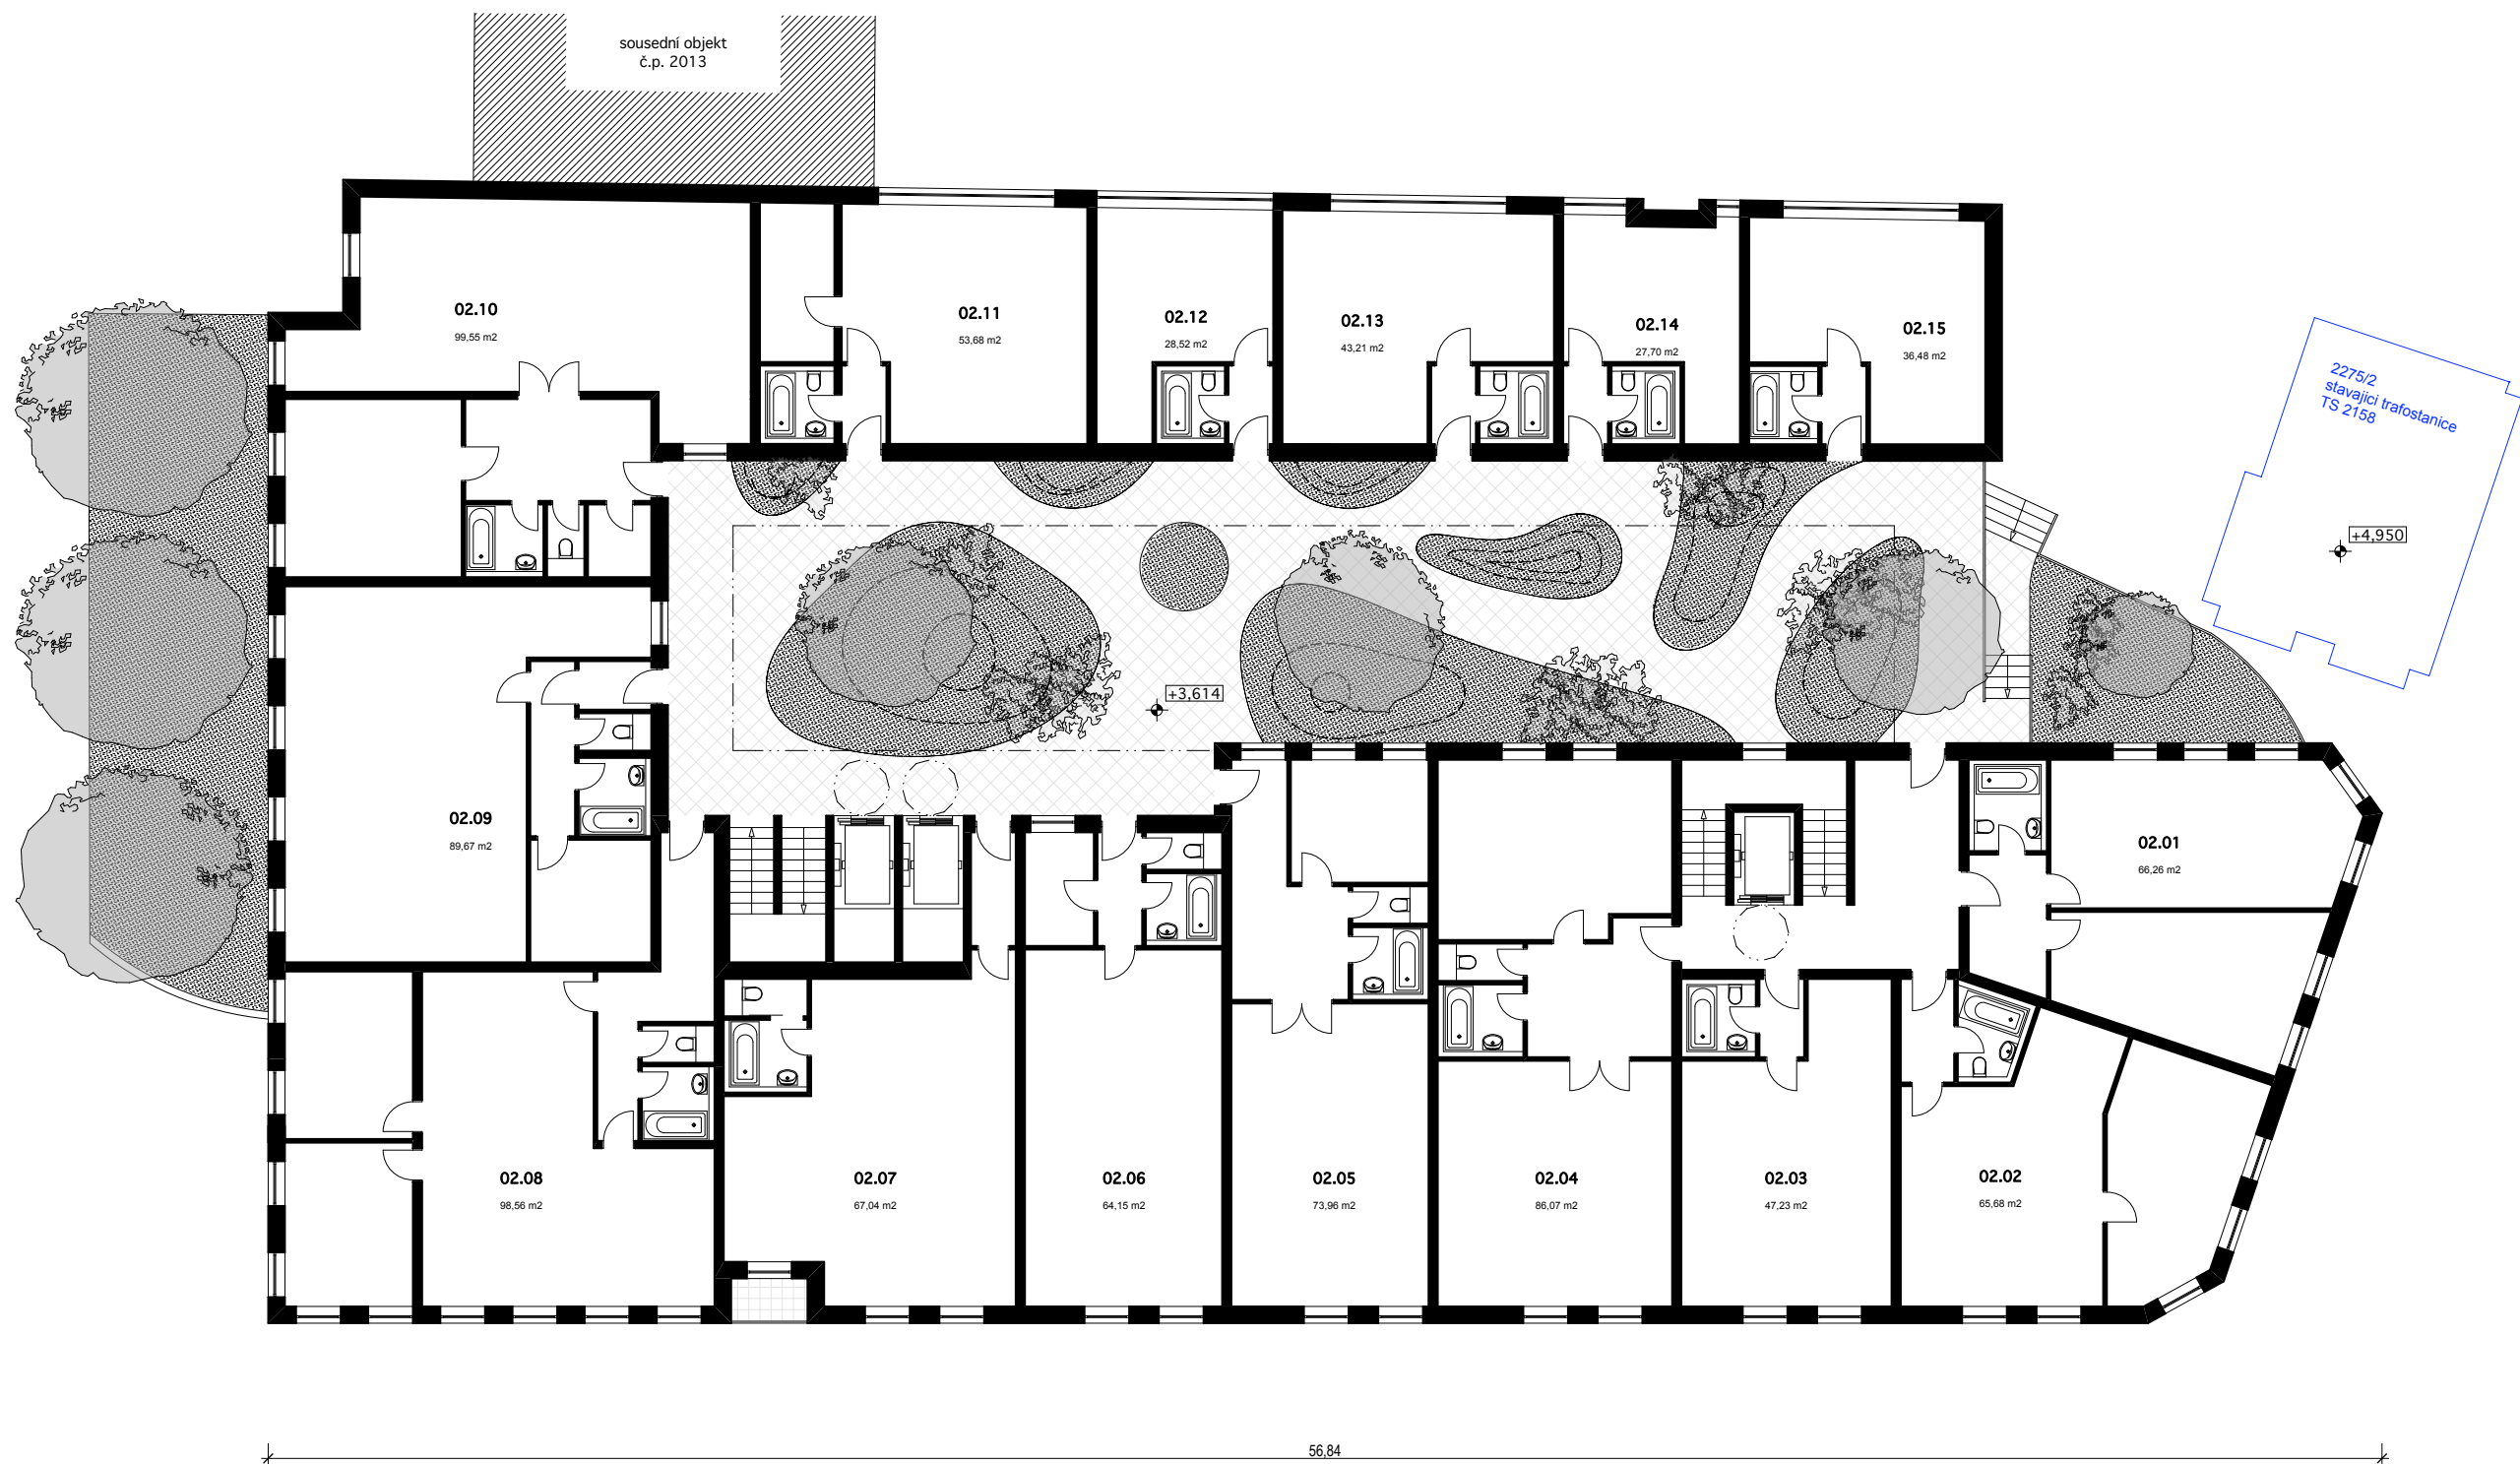 sousední objekt
č.p. 2013
02.10
99,55 m2
02.11
53,68 m2
02.12
28,52 m2
02.13
43,21 m2
02.14
27,70 m2
02.15
36,48 m2
2275/2
stavajici trafostanice
TS 2158
+4,950
+3,614
02.09
89,67 m2
02.01
66,26 m2
02.08
98,56 m2
02.07
67,04 m2
02.06
64,15 m2
02.05
73,96 m2
02.04
86,07 m2
02.03
47,23 m2
02.02
65,68 m2
56,84